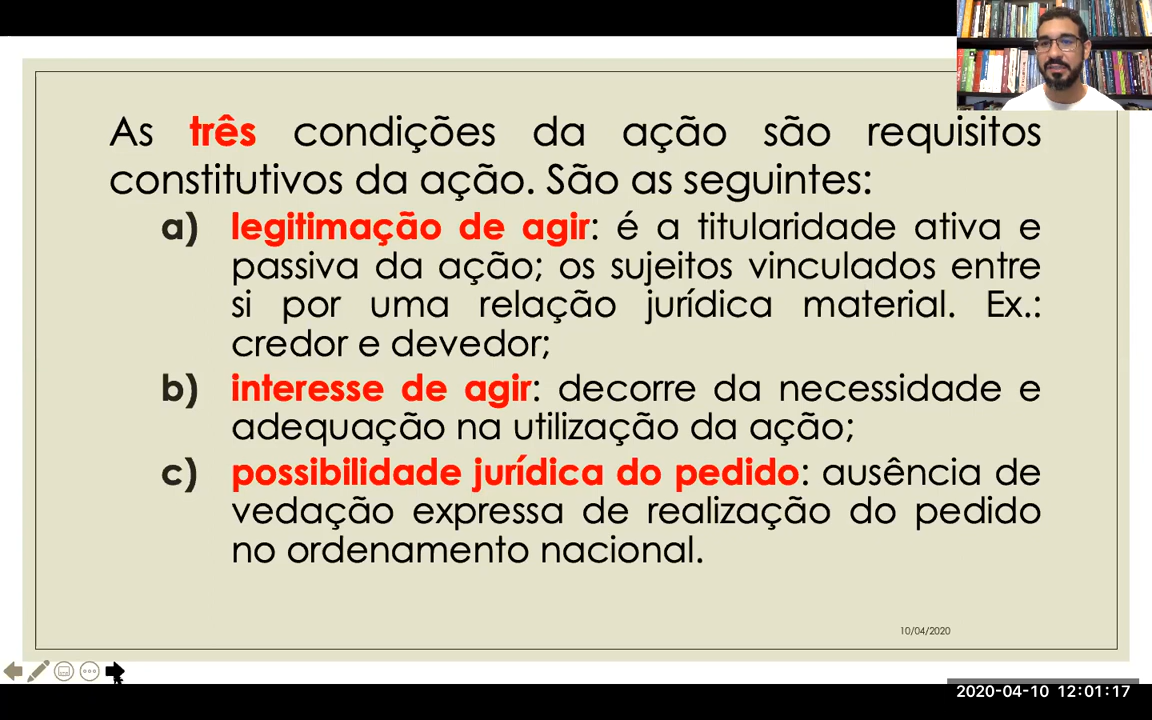 As três condições da ação são requisitos
constitutivos da ação. São as seguintes:
a) legitimação de agir: é a titularidade ativa e
passiva da ação; os sujeitos vinculados entre
si por uma relação jurídica material. Ex.:
credor e devedor;
b) interesse de agir: decorre da necessidade e
adequação na utilização da ação;
c) possibilidade jurídica do pedido: ausência de
vedação expressa de realização do pedido
no ordenamento nacional.
10/04/2020
2020-04-10 12:01:17